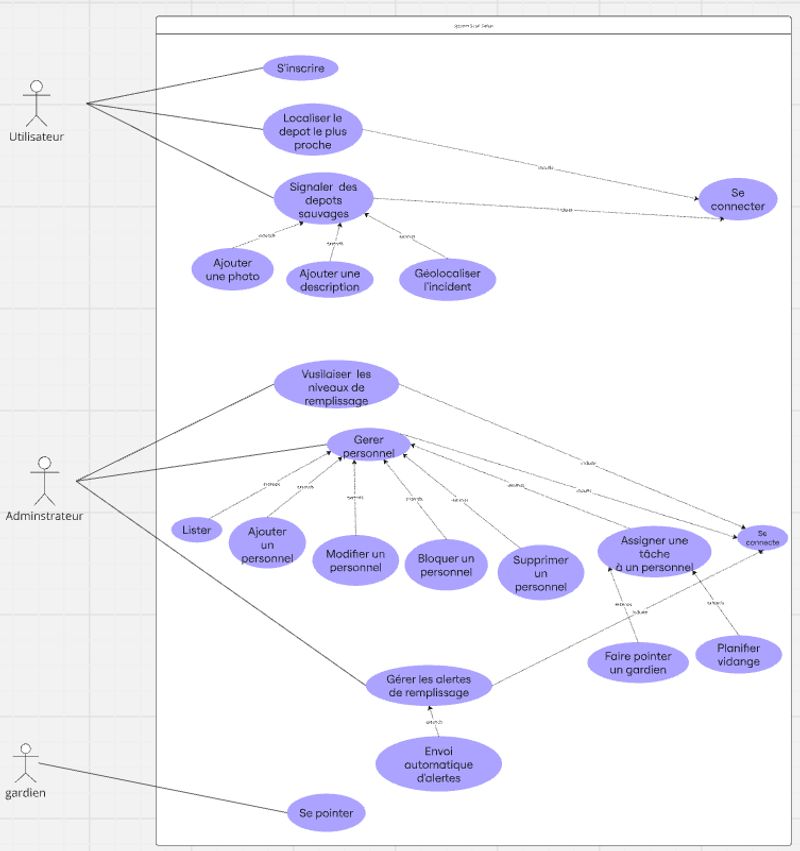 S'inscrire
Utilisateur
Localiser le
depot le plus
proche
Signaler des
depots
sauvages
Se
connecter
Ajouter
une photo
Ajouter une
description
Géolocaliser
l'incident
Vusilaiser les
niveaux de
remplissage
Gerer
personnel
Adminstrateur
Lister
Ajouter
un
personnel
Modifier un
personnel
Bloquer un
personnel
Supprimer
un
personnel
Assigner une
tâche
à un personnel
Se
connecte
Faire pointer
un gardien
Planifier
vidange
Gérer les alertes
de remplissage
Envoi
automatique
d'alertes
gardien
Se pointer